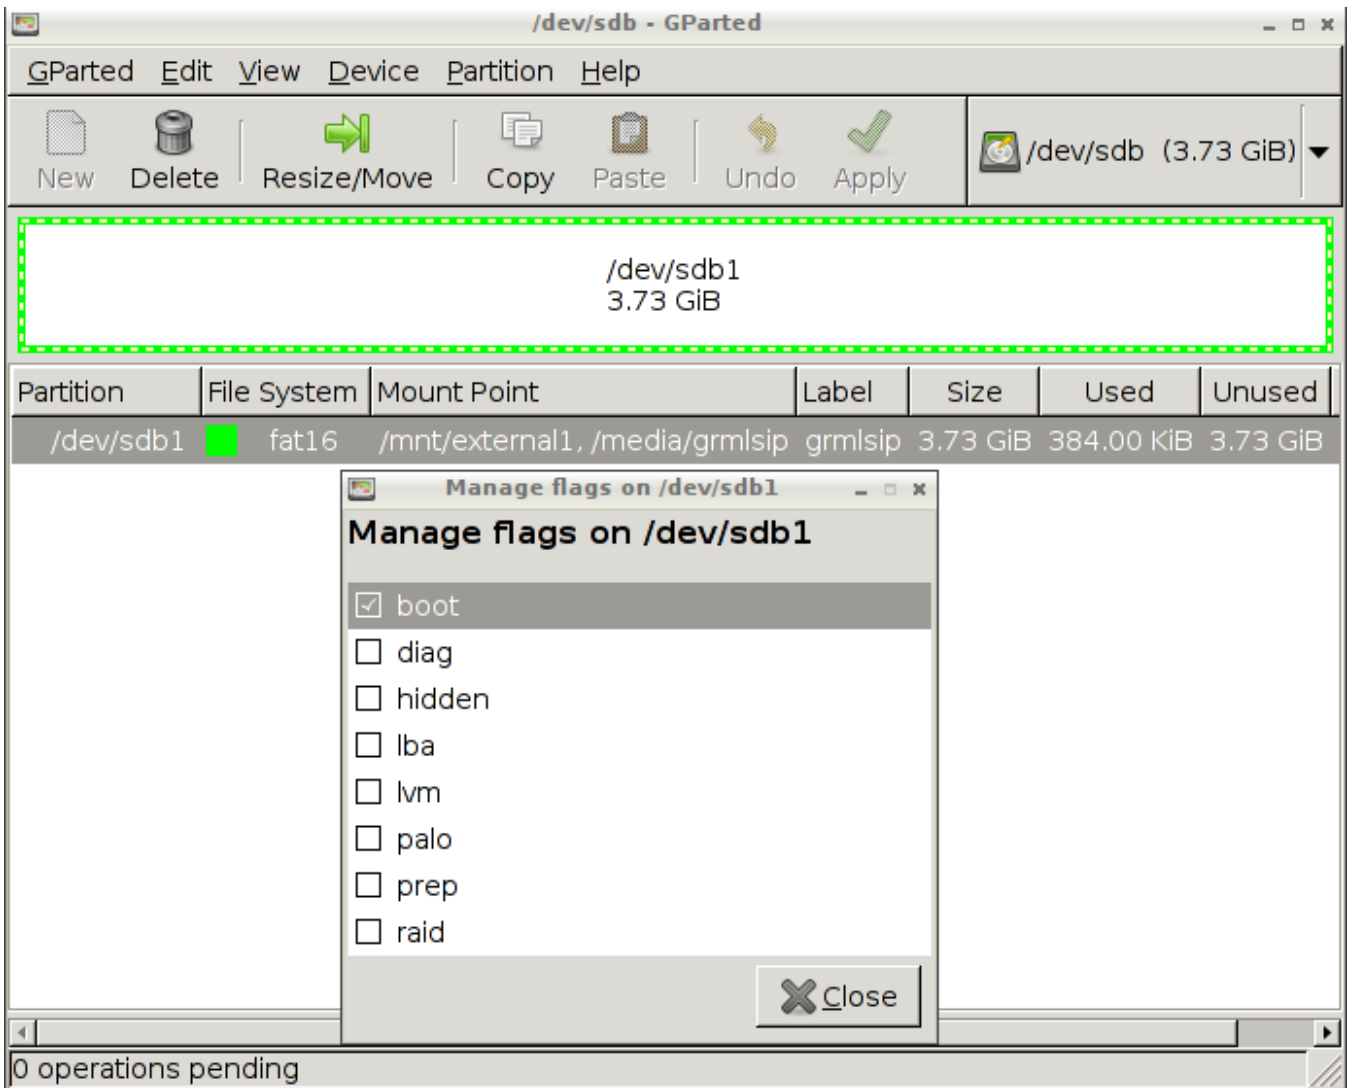 /dev/sdb - GParted
GParted Edit View Device Partition Help
New Delete Resize/Move Copy Paste Undo Apply /dev/sdb (3.73 GiB)
/dev/sdb1
3.73 GiB
Partition File System Mount Point Label Size Used Unused
/dev/sdb1 fat16 /mnt/external1, /media/grmlsip grmlsip 3.73 GiB 384.00 KiB 3.73 GiB
Manage flags on /dev/sdb1
Manage flags on /dev/sdb1
boot
diag
hidden
lba
lvm
palo
prep
raid
Close
0 operations pending